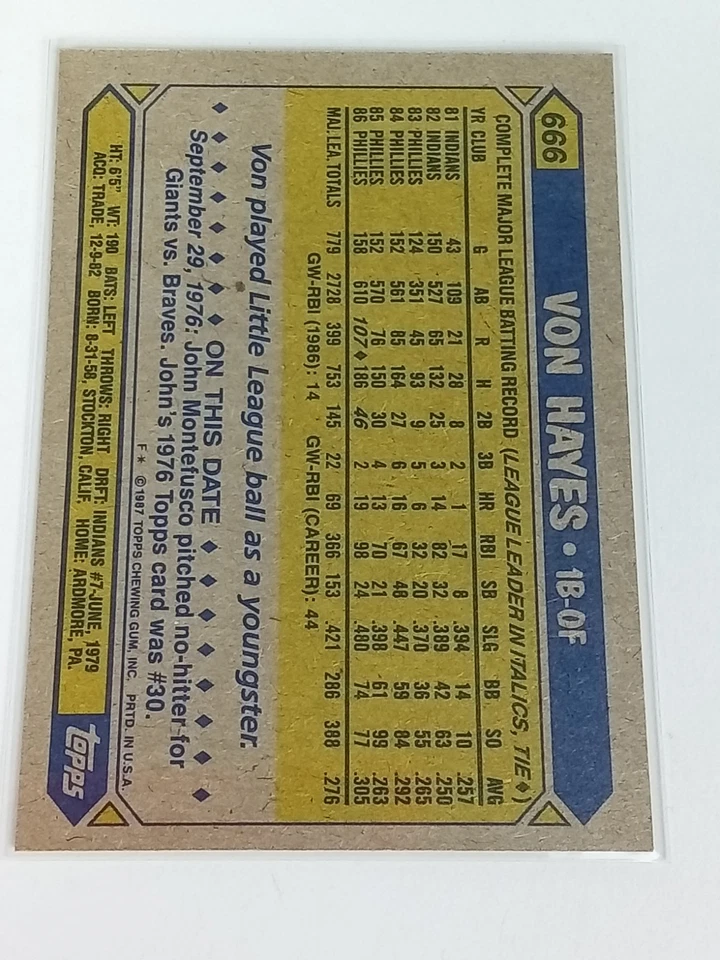 666 VON HAYES • 1B-OF
COMPLETE MAJOR LEAGUE BATTING RECORD (LEAGUE LEADER IN ITALICS, TIE ♦)
YR CLUB G AB R H 2B 3B HR RBI SB SLG BB SO AVG
81 INDIANS 43 109 21 28 8 2 1 17 8 .394 14 10 .257
82 INDIANS 150 527 65 132 25 3 14 82 32 .389 42 63 .250
83 PHILLIES 124 351 45 93 9 5 6 32 20 .370 36 55 .265
84 PHILLIES 152 561 85 164 27 6 16 67 48 .447 59 84 .292
85 PHILLIES 152 570 76 150 30 4 13 70 21 .398 61 99 .263
86 PHILLIES 158 610 107♦ 186 46 2 19 98 24 .480 74 77 .305
MAJ. LEA. TOTALS 779 2728 399 753 145 22 69 366 153 .421 286 388 .276
GW-RBI (1986): 14 GW-RBI (CAREER): 44
Von played Little League ball as a youngster.
♦ ♦ ♦ ♦ ♦ ♦ ♦ ♦ ♦ ON THIS DATE ♦ ♦ ♦ ♦ ♦ ♦ ♦ ♦ ♦
September 29, 1976: John Montefusco pitched no-hitter for
Giants vs. Braves. John's 1976 Topps card was #30.
F* © 1987 TOPPS CHEWING GUM, INC. PRTD. IN U.S.A.
HT: 6'5" WT: 190 BATS: LEFT THROWS: RIGHT DRFT: INDIANS #7-JUNE, 1979
ACQ: TRADE, 12-9-82 BORN: 8-31-58, STOCKTON, CALIF. HOME: ARDMORE, PA.
topps